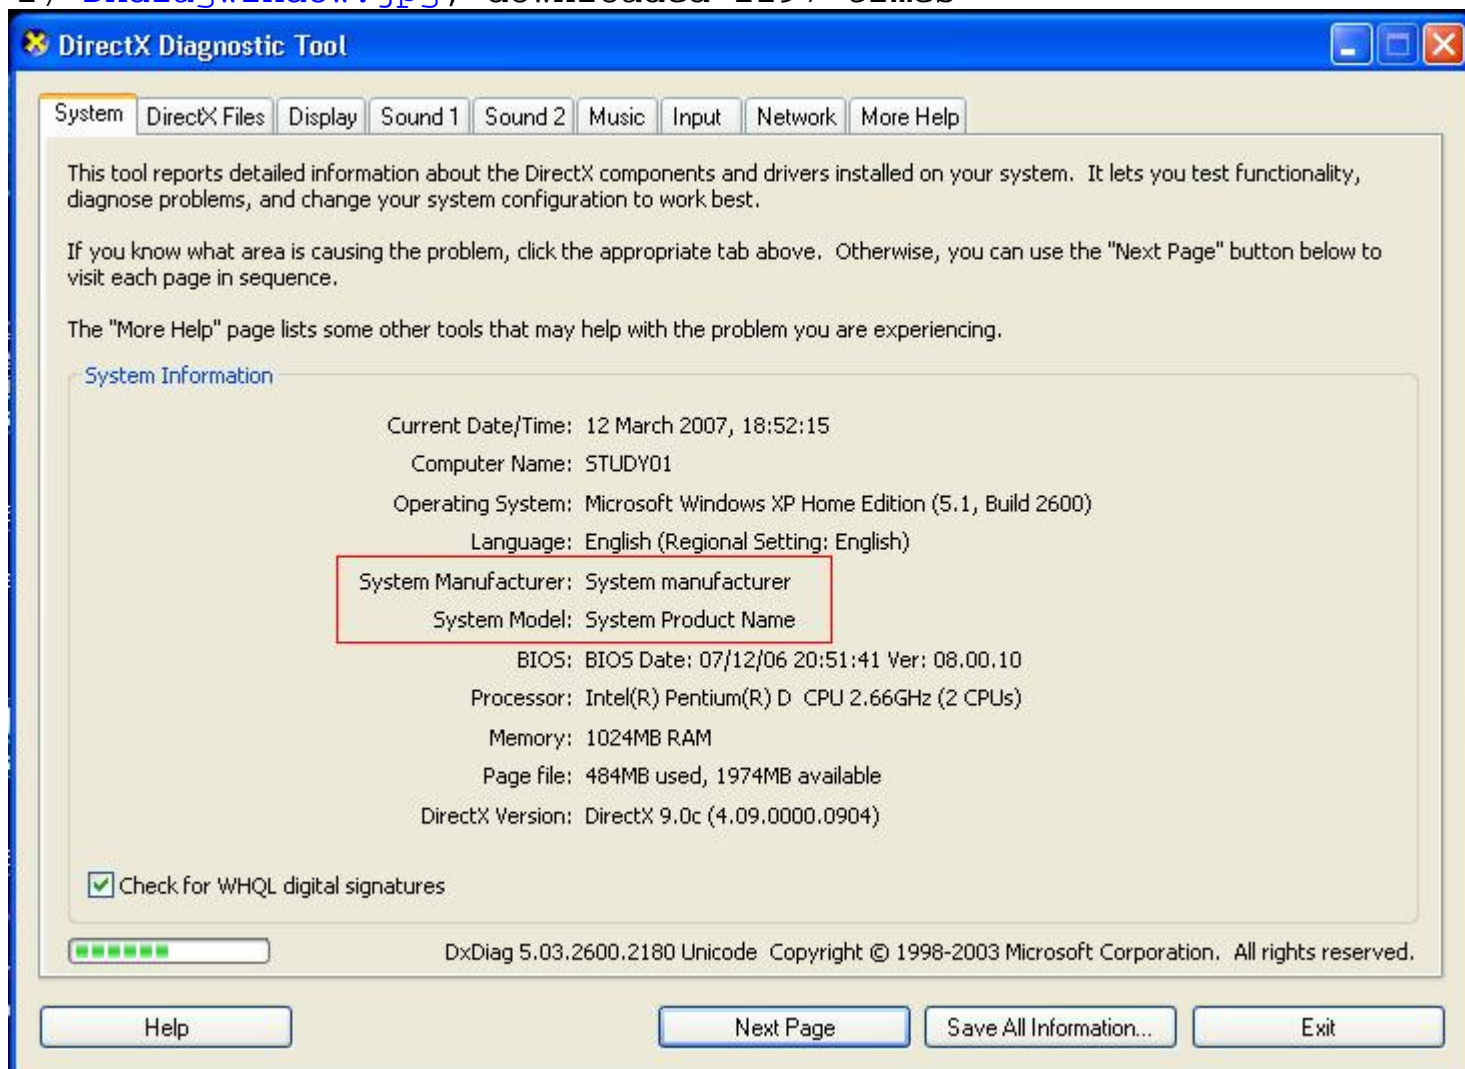 DirectX Diagnostic Tool
System DirectX Files Display Sound 1 Sound 2 Music Input Network More Help
This tool reports detailed information about the DirectX components and drivers installed on your system. It lets you test functionality,
diagnose problems, and change your system configuration to work best.
If you know what area is causing the problem, click the appropriate tab above. Otherwise, you can use the "Next Page" button below to
visit each page in sequence.
The "More Help" page lists some other tools that may help with the problem you are experiencing.
System Information
Current Date/Time: 12 March 2007, 18:52:15
Computer Name: STUDY01
Operating System: Microsoft Windows XP Home Edition (5.1, Build 2600)
Language: English (Regional Setting: English)
System Manufacturer: System manufacturer
System Model: System Product Name
BIOS: BIOS Date: 07/12/06 20:51:41 Ver: 08.00.10
Processor: Intel(R) Pentium(R) D CPU 2.66GHz (2 CPUs)
Memory: 1024MB RAM
Page file: 484MB used, 1974MB available
DirectX Version: DirectX 9.0c (4.09.0000.0904)
Check for WHQL digital signatures
DxDiag 5.03.2600.2180 Unicode Copyright © 1998-2003 Microsoft Corporation. All rights reserved.
Help Next Page Save All Information... Exit